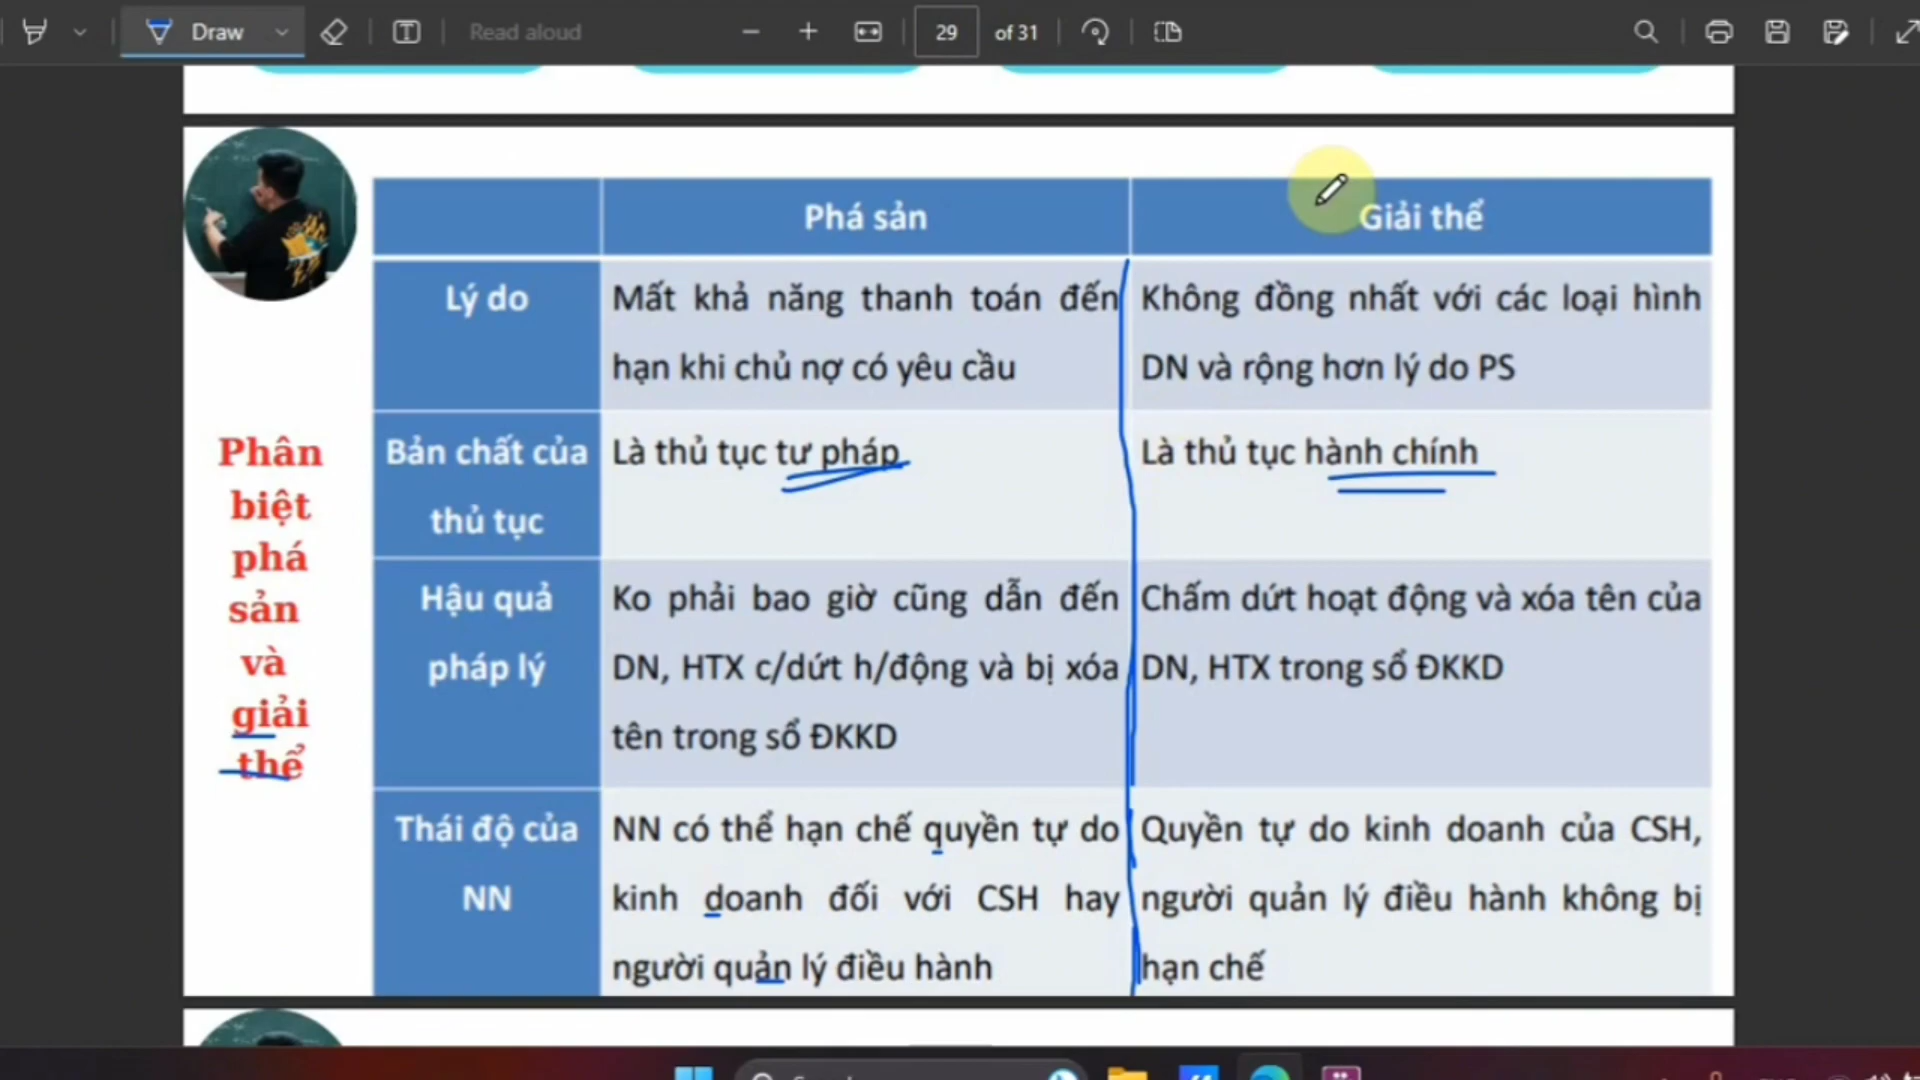 Draw
Read aloud
29
of 31
Phá sản
Giải thể
Lý do
Mất khả năng thanh toán đến
hạn khi chủ nợ có yêu cầu
Không đồng nhất với các loại hình
DN và rộng hơn lý do PS
Bản chất của
thủ tục
Là thủ tục tư pháp
Là thủ tục hành chính
Hậu quả
pháp lý
Ko phải bao giờ cũng dẫn đến
DN, HTX c/dứt h/động và bị xóa
tên trong sổ ĐKKD
Chấm dứt hoạt động và xóa tên của
DN, HTX trong sổ ĐKKD
Thái độ của
NN
NN có thể hạn chế quyền tự do
kinh doanh đối với CSH hay
người quản lý điều hành
Quyền tự do kinh doanh của CSH,
người quản lý điều hành không bị
hạn chế
Phân
biệt
phá
sản
và
giải
thể